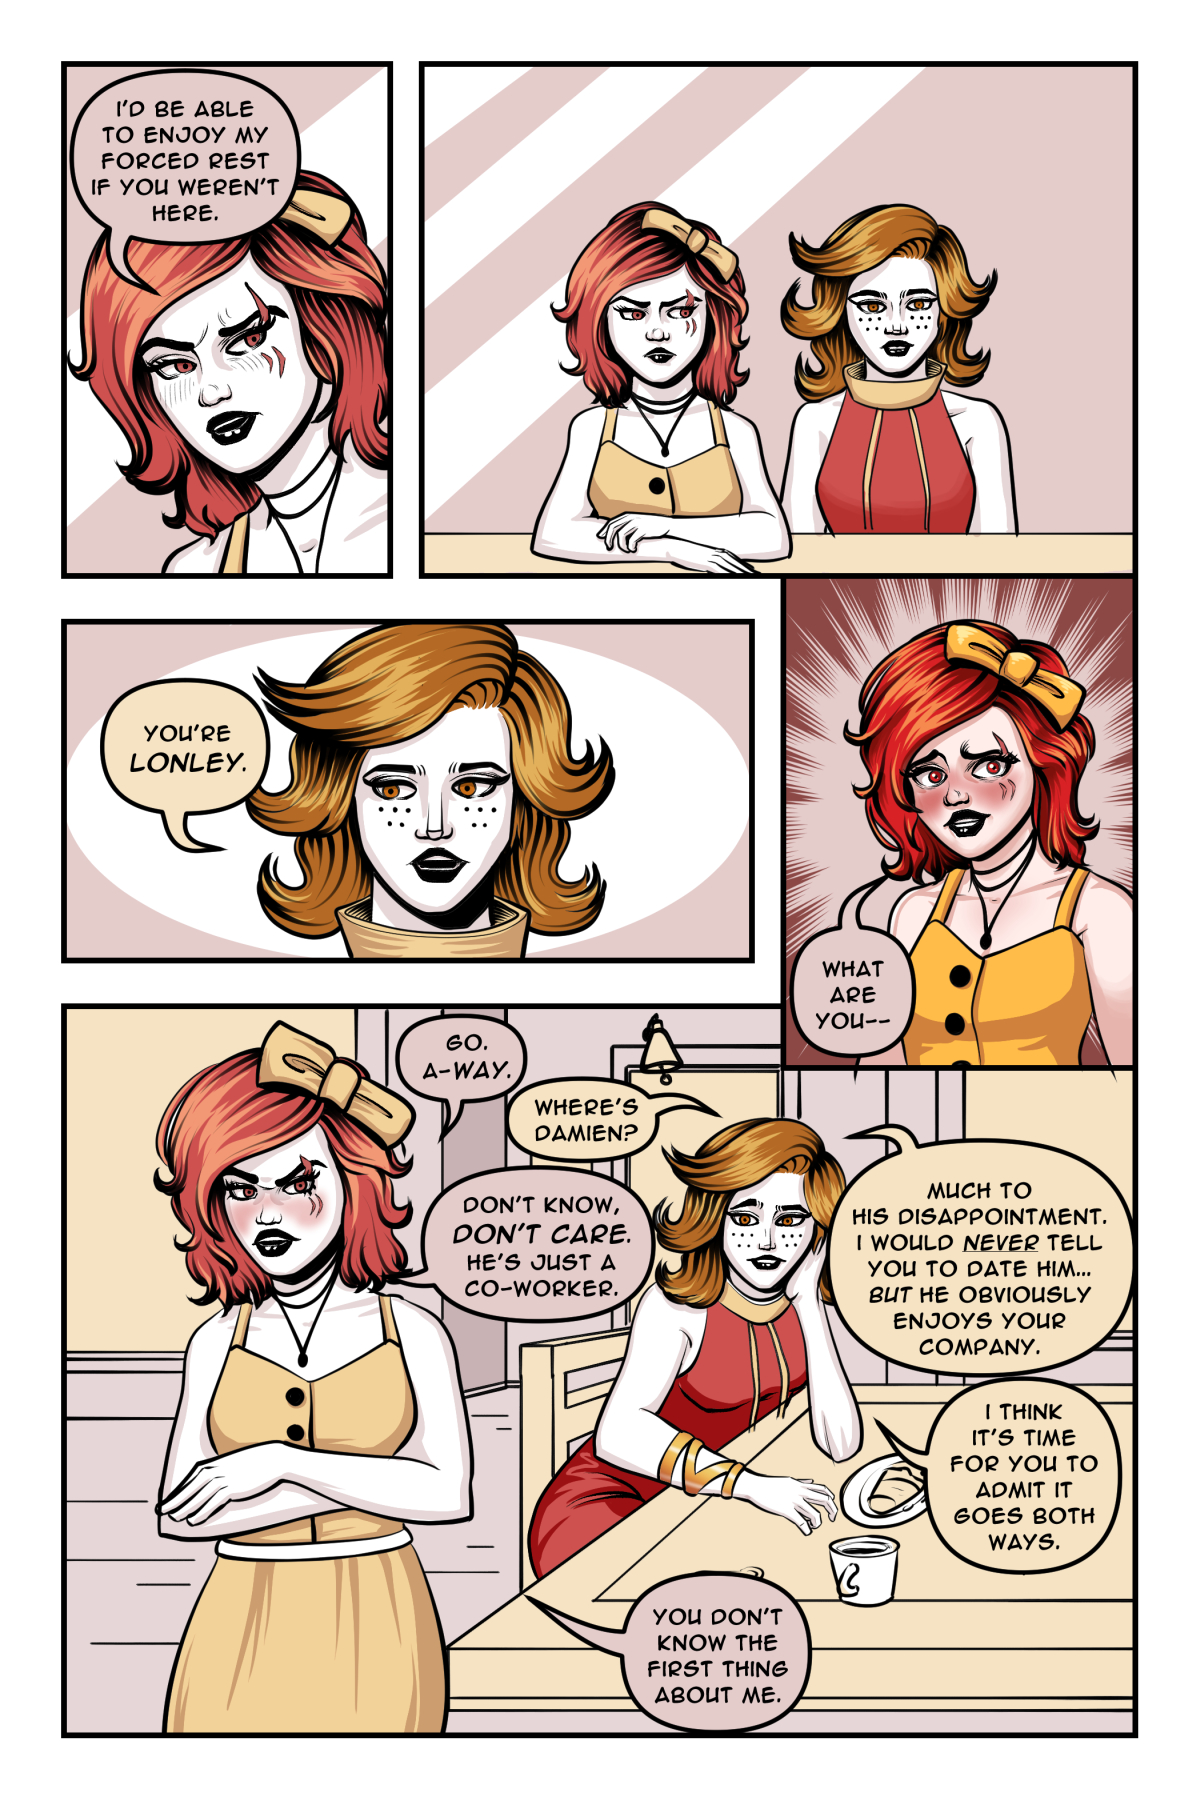 I'D BE ABLE
TO ENJOY MY
FORCED REST
IF YOU WEREN'T
HERE.
YOU'RE
LONLEY.
WHAT
ARE
YOU--
GO.
A-WAY.
WHERE'S
DAMIEN?
DON'T KNOW,
DON'T CARE.
HE'S JUST A
CO-WORKER.
MUCH TO
HIS DISAPPOINTMENT.
I WOULD NEVER TELL
YOU TO DATE HIM...
BUT HE OBVIOUSLY
ENJOYS YOUR
COMPANY.
I THINK
IT'S TIME
FOR YOU TO
ADMIT IT
GOES BOTH
WAYS.
YOU DON'T
KNOW THE
FIRST THING
ABOUT ME.